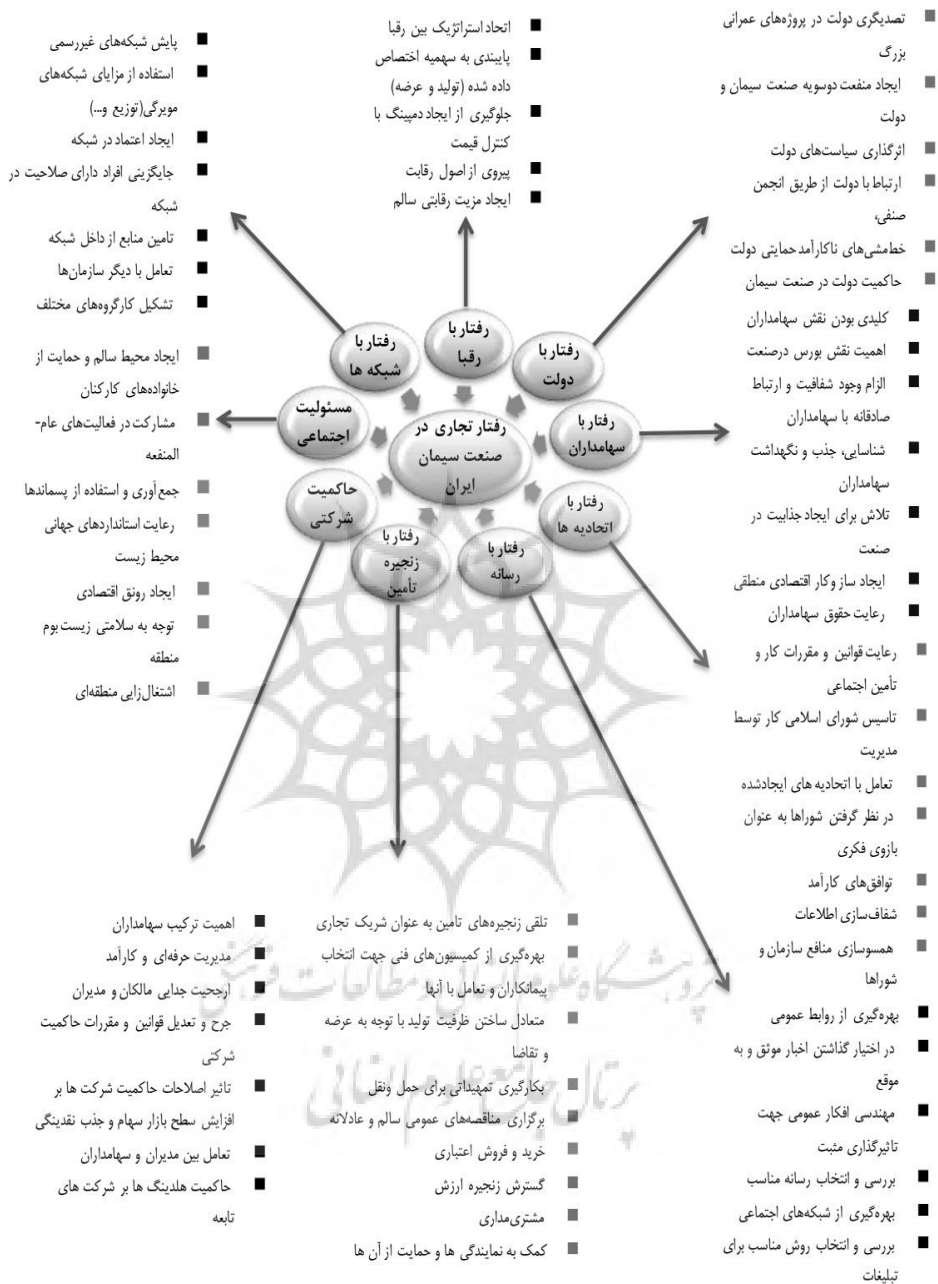 تصدیگری دولت در پروژه‌های عمرانی
بزرگ
ایجاد منفعت دوسویه صنعت سیمان و
دولت
اثرگذاری سیاست‌های دولت
ارتباط با دولت از طریق انجمن
صنفی،
خط‌مشی‌های ناکارآمد حمایتی دولت
حاکمیت دولت در صنعت سیمان
اتحاد استراتژیک بین رقبا
پایبندی به سهمیه اختصاص
داده شده (تولید و عرضه)
جلوگیری از ایجاد دمپینگ با
کنترل قیمت
پیروی از اصول رقابت
ایجاد مزیت رقابتی سالم
پایش شبکه‌های غیررسمی
استفاده از مزایای شبکه‌های
مویرگی(توزیع و...)
ایجاد اعتماد در شبکه
جایگزینی افراد دارای صلاحیت در
شبکه
تامین منابع از داخل شبکه
تعامل با دیگر سازمان‌ها
تشکیل کارگروه‌های مختلف
کلیدی بودن نقش سهامداران
اهمیت نقش بورس درصنعت
الزام وجود شفافیت و ارتباط
صادقانه با سهامداران
شناسایی، جذب و نگهداشت
سهامداران
تلاش برای ایجاد جذابیت در
صنعت
ایجاد ساز وکار اقتصادی منطقی
رعایت حقوق سهامداران
رفتار با
دولت
رفتار با
رقبا
رفتار با
شبکه ها
رفتار با
سهامداران
رفتار تجاری در
صنعت سیمان
ایران
مسئولیت
اجتماعی
رفتار با
اتحادیه ها
حاکمیت
شرکتی
رفتار با
رسانه
رفتار با
زنجیره
تأمین
ایجاد محیط سالم و حمایت از
خانواده‌های کارکنان
مشارکت در فعالیت‌های عام-
المنفعه
جمع‌آوری و استفاده از پسماندها
رعایت استانداردهای جهانی
محیط زیست
ایجاد رونق اقتصادی
توجه به سلامتی زیست‌بوم
منطقه
اشتغال‌زایی منطقه‌ای
رعایت قوانین و مقررات کار و
تأمین اجتماعی
تاسیس شورای اسلامی کار توسط
مدیریت
تعامل با اتحادیه های ایجادشده
در نظر گرفتن شوراها به عنوان
بازوی فکری
توافق‌های کارآمد
شفاف‌سازی اطلاعات
همسوسازی منافع سازمان و
شوراها
بهره‌گیری از روابط عمومی
در اختیار گذاشتن اخبار موثق و به
موقع
مهندسی افکار عمومی جهت
تاثیرگذاری مثبت
بررسی و انتخاب رسانه مناسب
بهره‌گیری از شبکه‌های اجتماعی
بررسی و انتخاب روش مناسب برای
تبلیغات
تلقی زنجیره‌های تامین به عنوان شریک تجاری
بهره‌گیری از کمیسیون‌های فنی جهت انتخاب
پیمانکاران و تعامل با آنها
متعادل ساختن ظرفیت تولید با توجه به عرضه
و تقاضا
بکارگیری تمهیداتی برای حمل ونقل
برگزاری مناقصه‌های عمومی سالم و عادلانه
خرید و فروش اعتباری
گسترش زنجیره ارزش
مشتری‌مداری
کمک به نمایندگی ها و حمایت از آن ها
اهمیت ترکیب سهامداران
مدیریت حرفه‌ای و کارآمد
ارجحیت جدایی مالکان و مدیران
جرح و تعدیل قوانین و مقررات حاکمیت
شرکتی
تاثیر اصلاحات حاکمیت شرکت ها بر
افزایش سطح بازار سهام و جذب نقدینگی
تعامل بین مدیران و سهامداران
حاکمیت هلدینگ ها بر شرکت های
تابعه
پژوهشگاه علوم انسانی و مطالعات فرهنگی
پرتال جامع علوم انسانی